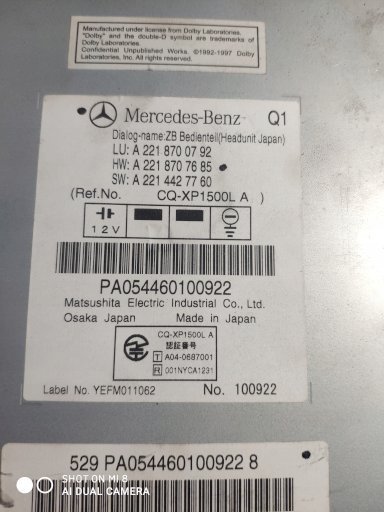 Manufactured under license from Dolby Laboratories.
"Dolby" and the double-D symbol are trademarks of
Dolby Laboratories.
Confidential Unpublished Works. ©1992-1997 Dolby
Laboratories, Inc. All rights reserved.
Mercedes-Benz Q1
Dialog-name:ZB Bedienteil(Headunit Japan)
LU: A 221 870 07 92
HW: A 221 870 76 85
SW: A 221 442 77 60
(Ref.No. CQ-XP1500L A )
12V
PA054460100922
Matsushita Electric Industrial Co., Ltd.
Osaka Japan Made in Japan
CQ-XP1500L A
認証番号
T A04-0687001
R 001NYCA1231
Label No. YEFM011062 No. 100922
529 PA054460100922 8
SHOT ON MI 8
AI DUAL CAMERA